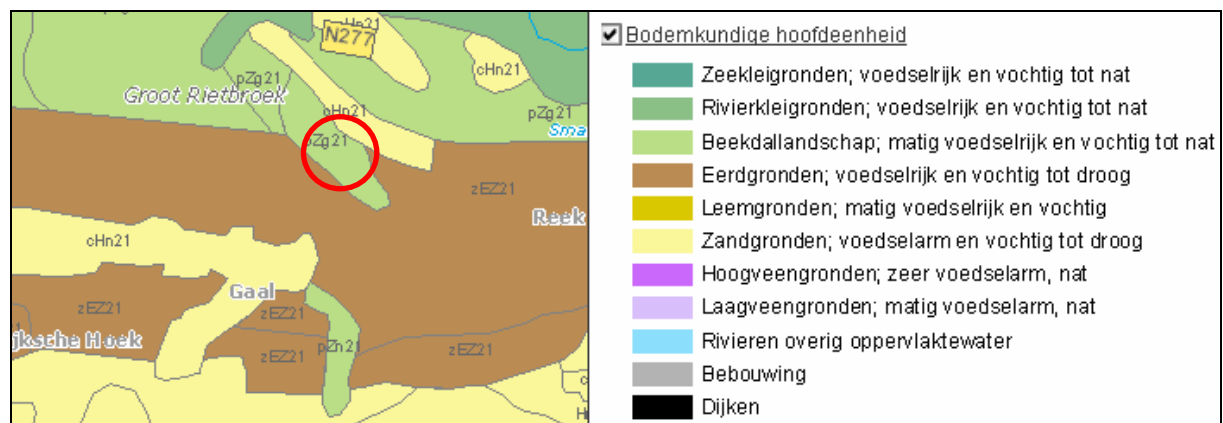 cHn21
N277
cHn21
pZg21
Groot Rietbroek
cHn21
pZg21
Sma
pZg21
zEZ21
Reek
cHn21
Gaal
zEZ21
zEZ21
jksche Hoek
pZn21
zEZ21
zEZ21
Bodemkundige hoofdeenheid
Zeekleigronden; voedselrijk en vochtig tot nat
Rivierkleigronden; voedselrijk en vochtig tot nat
Beekdallandschap; matig voedselrijk en vochtig tot nat
Eerdgronden; voedselrijk en vochtig tot droog
Leemgronden; matig voedselrijk en vochtig
Zandgronden; voedselarm en vochtig tot droog
Hoogveengronden; zeer voedselarm, nat
Laagveengronden; matig voedselarm, nat
Rivieren overig oppervlaktewater
Bebouwing
Dijken